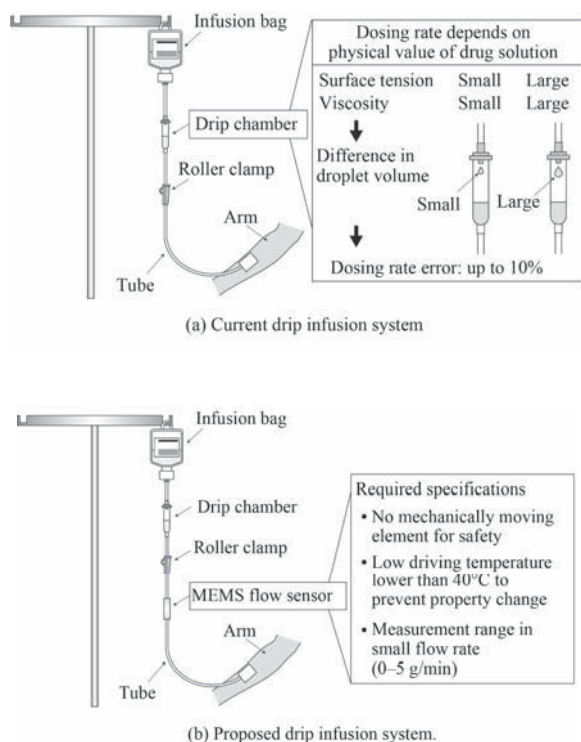 Infusion bag
Drip chamber
Roller clamp
Arm
Tube
Dosing rate depends on
physical value of drug solution
Surface tension Small Large
Viscosity Small Large
Difference in
droplet volume
Small
Large
Dosing rate error: up to 10%
(a) Current drip infusion system
Infusion bag
Drip chamber
Roller clamp
MEMS flow sensor
Arm
Tube
Required specifications
• No mechanically moving
element for safety
• Low driving temperature
lower than 40°C to
prevent property change
• Measurement range in
small flow rate
(0–5 g/min)
(b) Proposed drip infusion system.